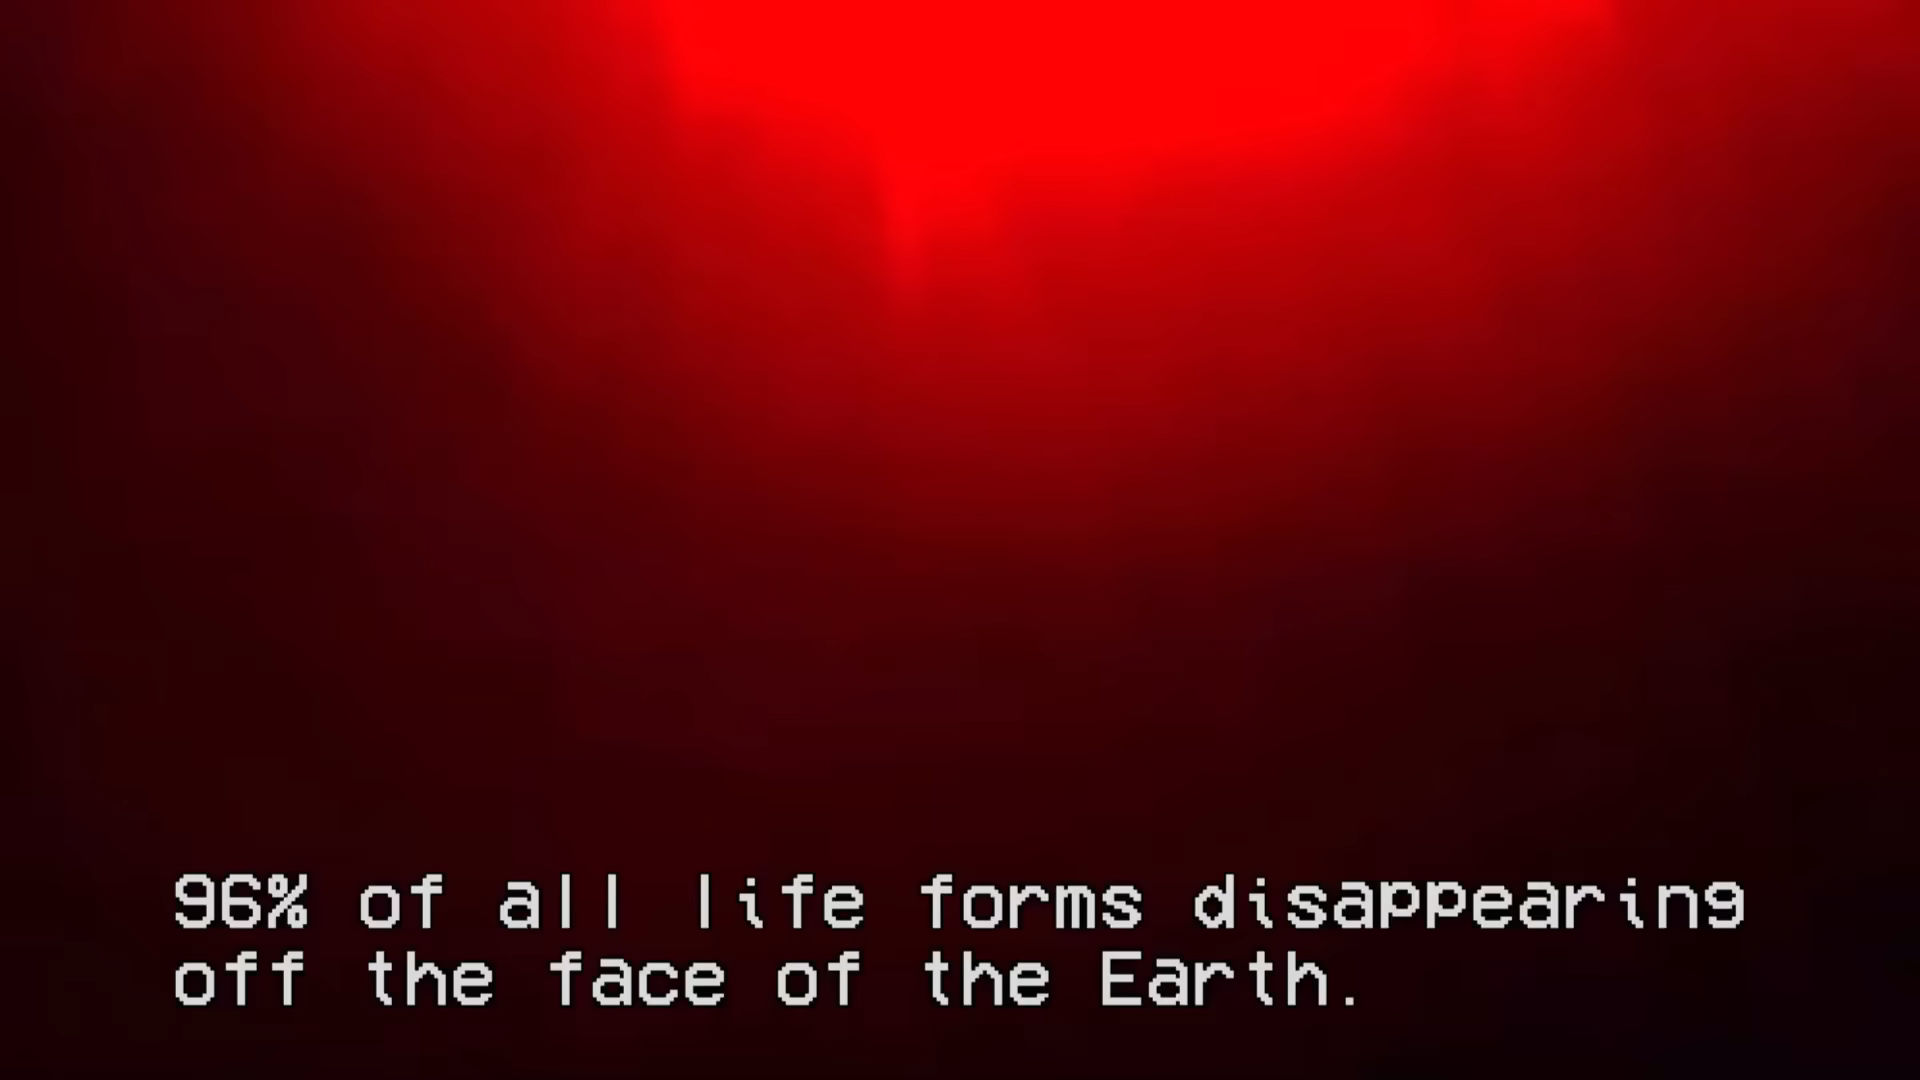 96% of all life forms disappearing
off the face of the Earth.